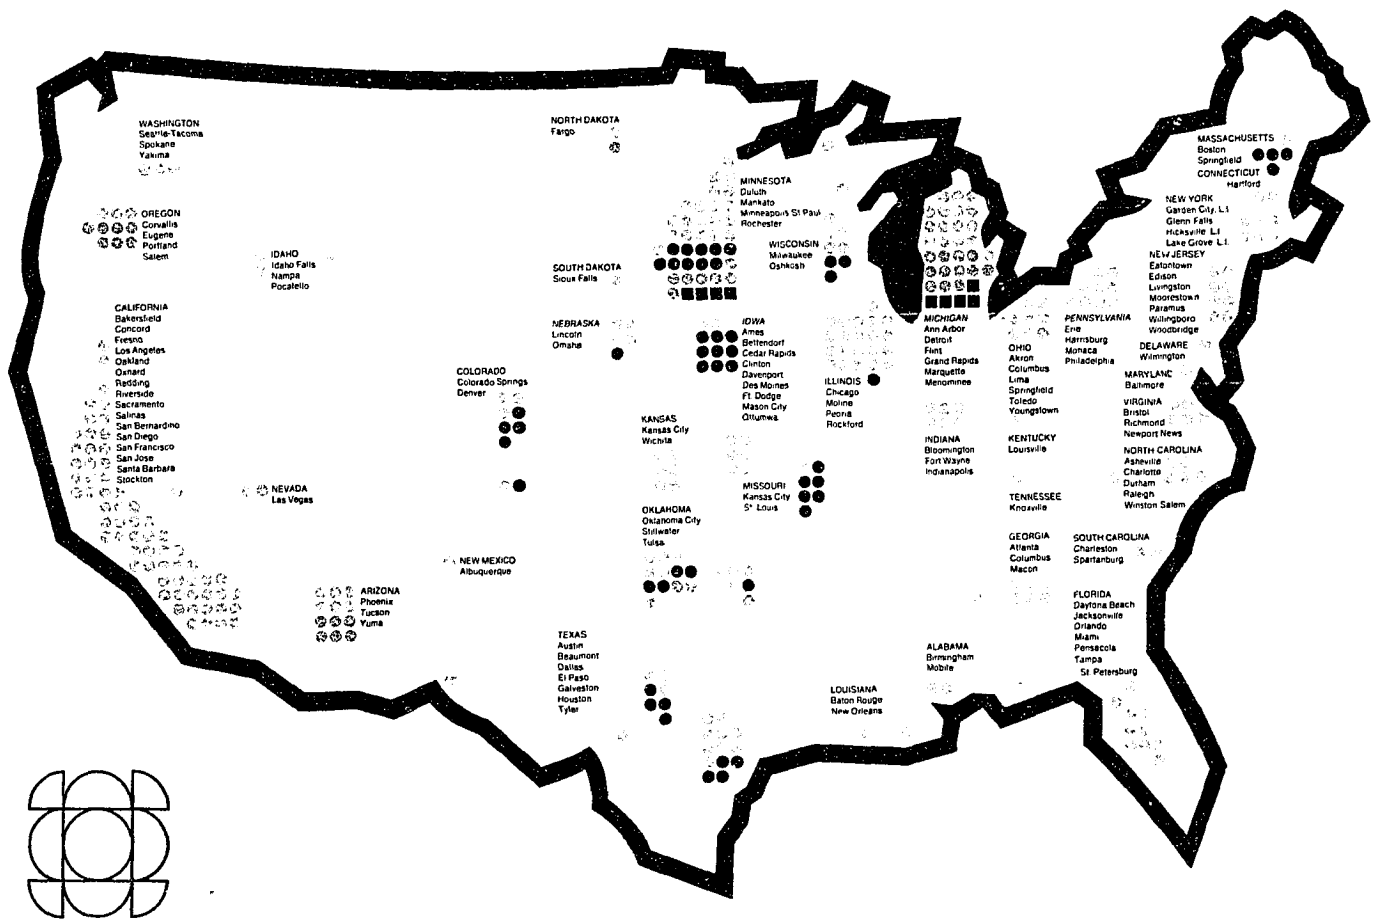 WASHINGTON
Seattle-Tacoma
Spokane
Yakima
OREGON
Corvallis
Eugene
Portland
Salem
IDAHO
Idaho Falls
Nampa
Pocatello
CALIFORNIA
Bakersfield
Concord
Fresno
Los Angeles
Oakland
Oxnard
Redding
Riverside
Sacramento
Salinas
San Bernardino
San Diego
San Francisco
San Jose
Santa Barbara
Stockton
NEVADA
Las Vegas
ARIZONA
Phoenix
Tucson
Yuma
COLORADO
Colorado Springs
Denver
NEW MEXICO
Albuquerque
NORTH DAKOTA
Fargo
SOUTH DAKOTA
Sioux Falls
NEBRASKA
Lincoln
Omaha
KANSAS
Kansas City
Wichita
OKLAHOMA
Oklahoma City
Stillwater
Tulsa
TEXAS
Austin
Beaumont
Dallas
El Paso
Galveston
Houston
Tyler
MINNESOTA
Duluth
Mankato
Minneapolis St Paul
Rochester
WISCONSIN
Milwaukee
Oshkosh
IOWA
Ames
Bettendorf
Cedar Rapids
Clinton
Davenport
Des Moines
Ft. Dodge
Mason City
Ottumwa
MISSOURI
Kansas City
St. Louis
ILLINOIS
Chicago
Moline
Peoria
Rockford
LOUISIANA
Baton Rouge
New Orleans
MICHIGAN
Ann Arbor
Detroit
Flint
Grand Rapids
Marquette
Menominee
INDIANA
Bloomington
Fort Wayne
Indianapolis
ALABAMA
Birmingham
Mobile
OHIO
Akron
Columbus
Lima
Springfield
Toledo
Youngstown
KENTUCKY
Louisville
TENNESSEE
Knoxville
GEORGIA
Atlanta
Columbus
Macon
PENNSYLVANIA
Erie
Harrisburg
Monaca
Philadelphia
MASSACHUSETTS
Boston
Springfield
CONNECTICUT
Hartford
NEW YORK
Garden City, L.I.
Glenn Falls
Hicksville L.I.
Lake Grove L.I.
NEW JERSEY
Eatontown
Edison
Livingston
Moorestown
Paramus
Willingboro
Woodbridge
DELAWARE
Wilmington
MARYLAND
Baltimore
VIRGINIA
Bristol
Richmond
Newport News
NORTH CAROLINA
Asheville
Charlotte
Durham
Raleigh
Winston Salem
SOUTH CAROLINA
Charleston
Spartanburg
FLORIDA
Daytona Beach
Jacksonville
Orlando
Miami
Pensacola
Tampa
St. Petersburg